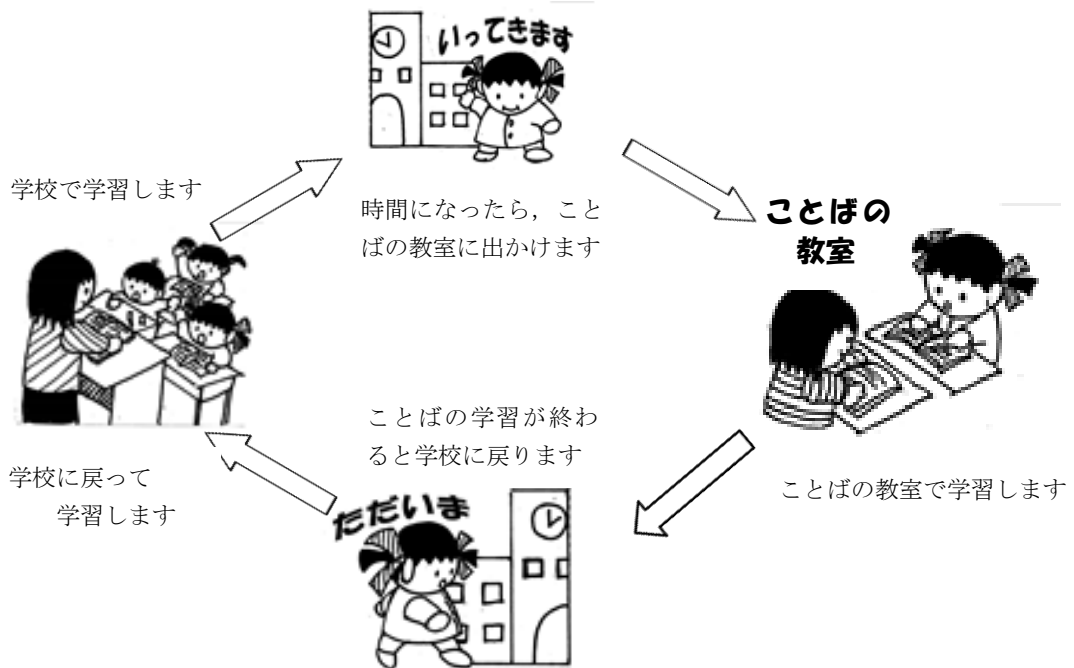 いってきます
学校で学習します
時間になったら，こと
ばの教室に出かけます
ことばの
教室
ことばの教室で学習します
ことばの学習が終わ
ると学校に戻ります
ただいま
学校に戻って
学習します